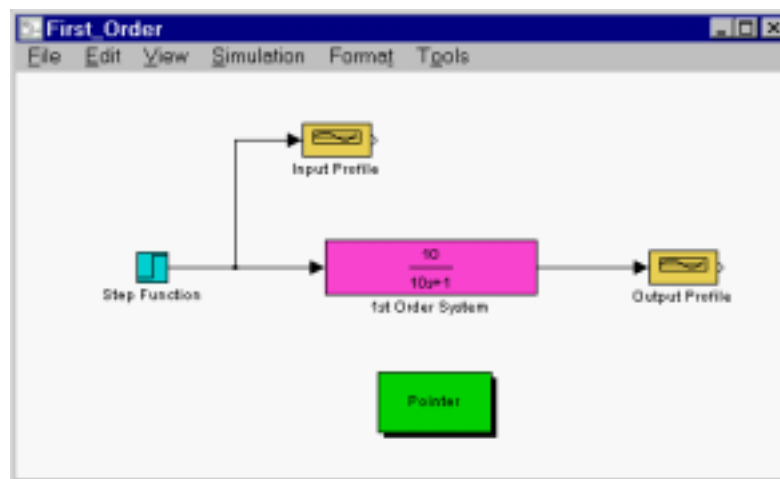 First_Order
File Edit View Simulation Format Tools
Input Profile
Step Function
10
10s+1
1st Order System
Output Profile
Pointer